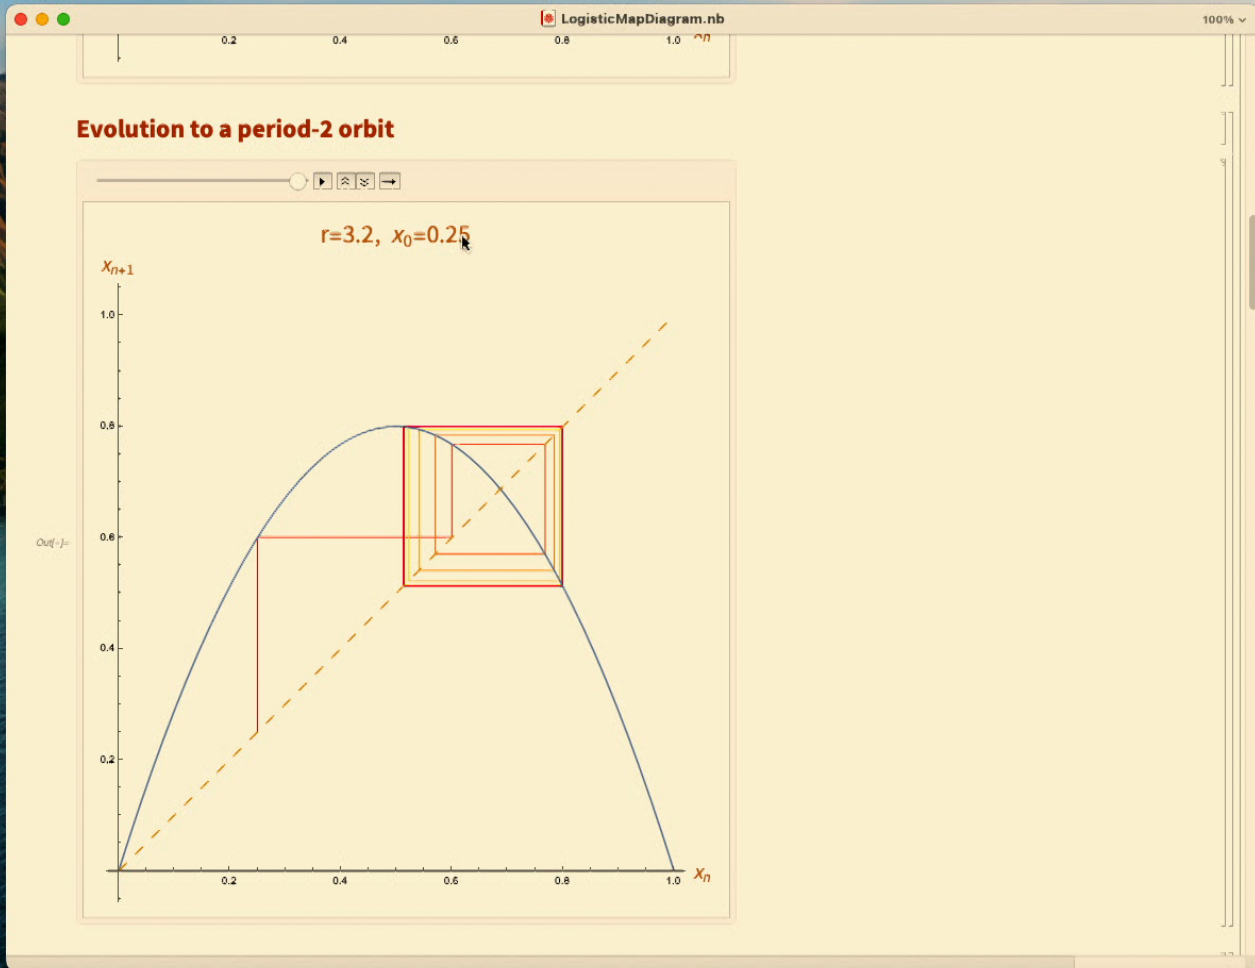 LogisticMapDiagram.nb
100%
0.2 0.4 0.6 0.8 1.0 xn
Evolution to a period-2 orbit
r=3.2, x0=0.25
xn+1
1.0
0.8
0.6
Out[•]=
0.4
0.2
0.2 0.4 0.6 0.8 1.0 xn